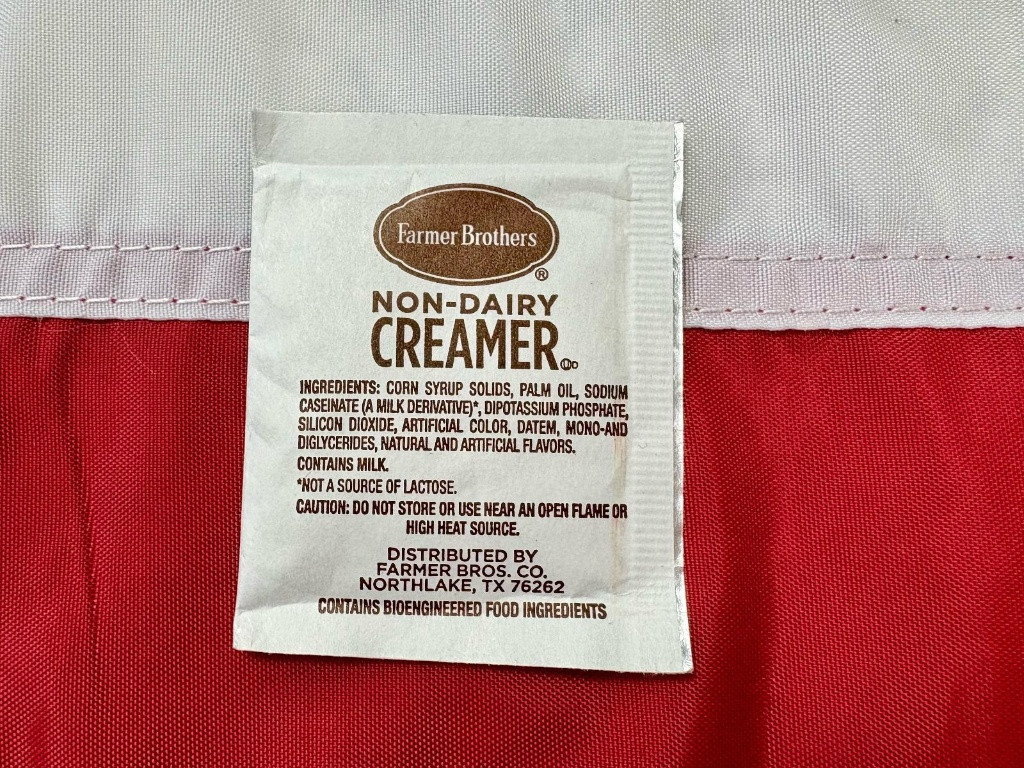 Farmer Brothers
®
NON-DAIRY
CREAMER
INGREDIENTS: CORN SYRUP SOLIDS, PALM OIL, SODIUM
CASEINATE (A MILK DERIVATIVE)*, DIPOTASSIUM PHOSPHATE,
SILICON DIOXIDE, ARTIFICIAL COLOR, DATEM, MONO-AND
DIGLYCERIDES, NATURAL AND ARTIFICIAL FLAVORS.
CONTAINS MILK.
*NOT A SOURCE OF LACTOSE.
CAUTION: DO NOT STORE OR USE NEAR AN OPEN FLAME OR
HIGH HEAT SOURCE.
DISTRIBUTED BY
FARMER BROS. CO.
NORTHLAKE, TX 76262
CONTAINS BIOENGINEERED FOOD INGREDIENTS